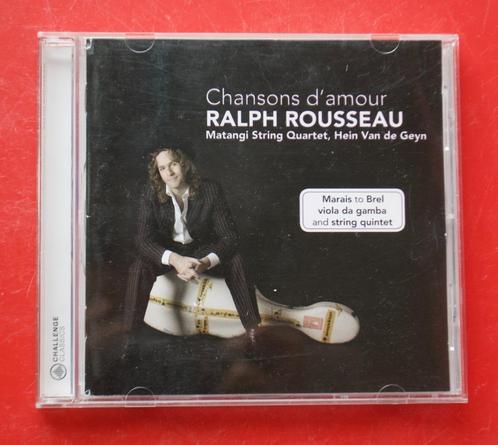 Chansons d'amour
RALPH ROUSSEAU
Matangi String Quartet, Hein Van de Geyn
Marais to Brel
viola da gamba
and string quintet
CHALLENGE
CLASSICS